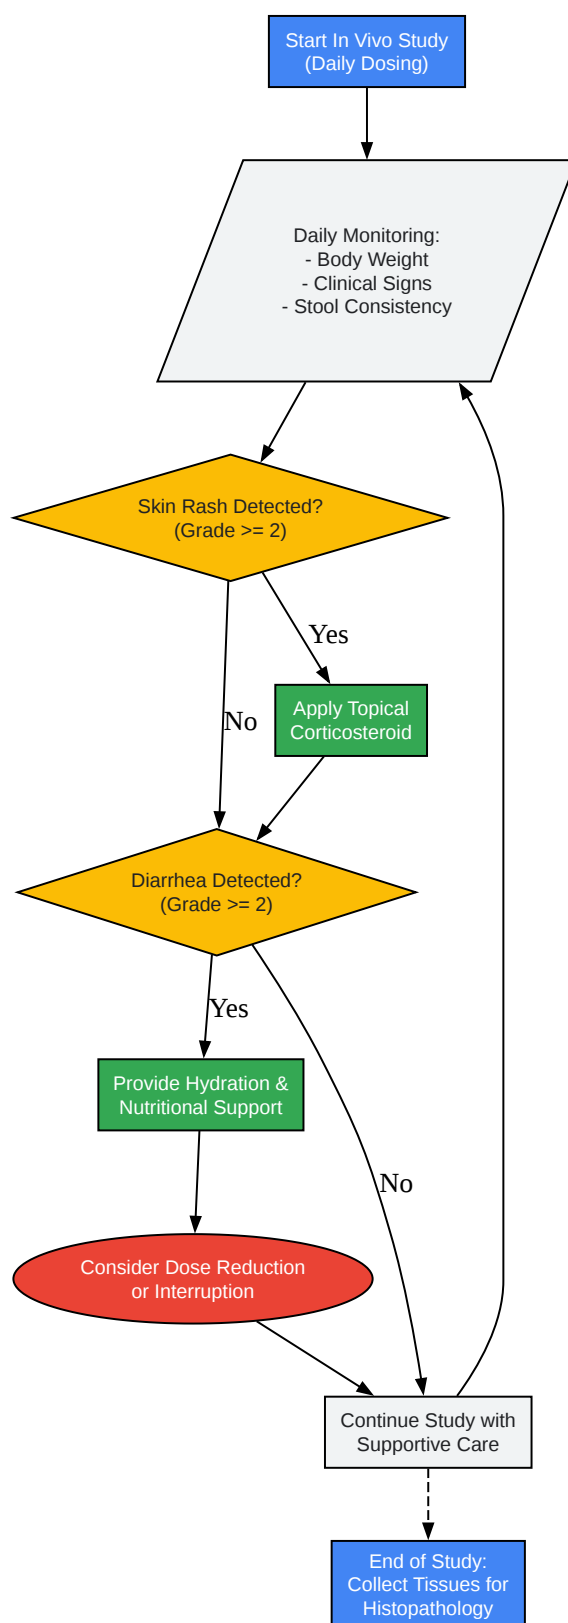 Start In Vivo Study
(Daily Dosing)
Daily Monitoring:
- Body Weight
- Clinical Signs
- Stool Consistency
Skin Rash Detected?
(Grade >= 2)
Yes
Apply Topical
Corticosteroid
No
Diarrhea Detected?
(Grade >= 2)
Yes
Provide Hydration &
Nutritional Support
No
Consider Dose Reduction
or Interruption
Continue Study with
Supportive Care
End of Study:
Collect Tissues for
Histopathology